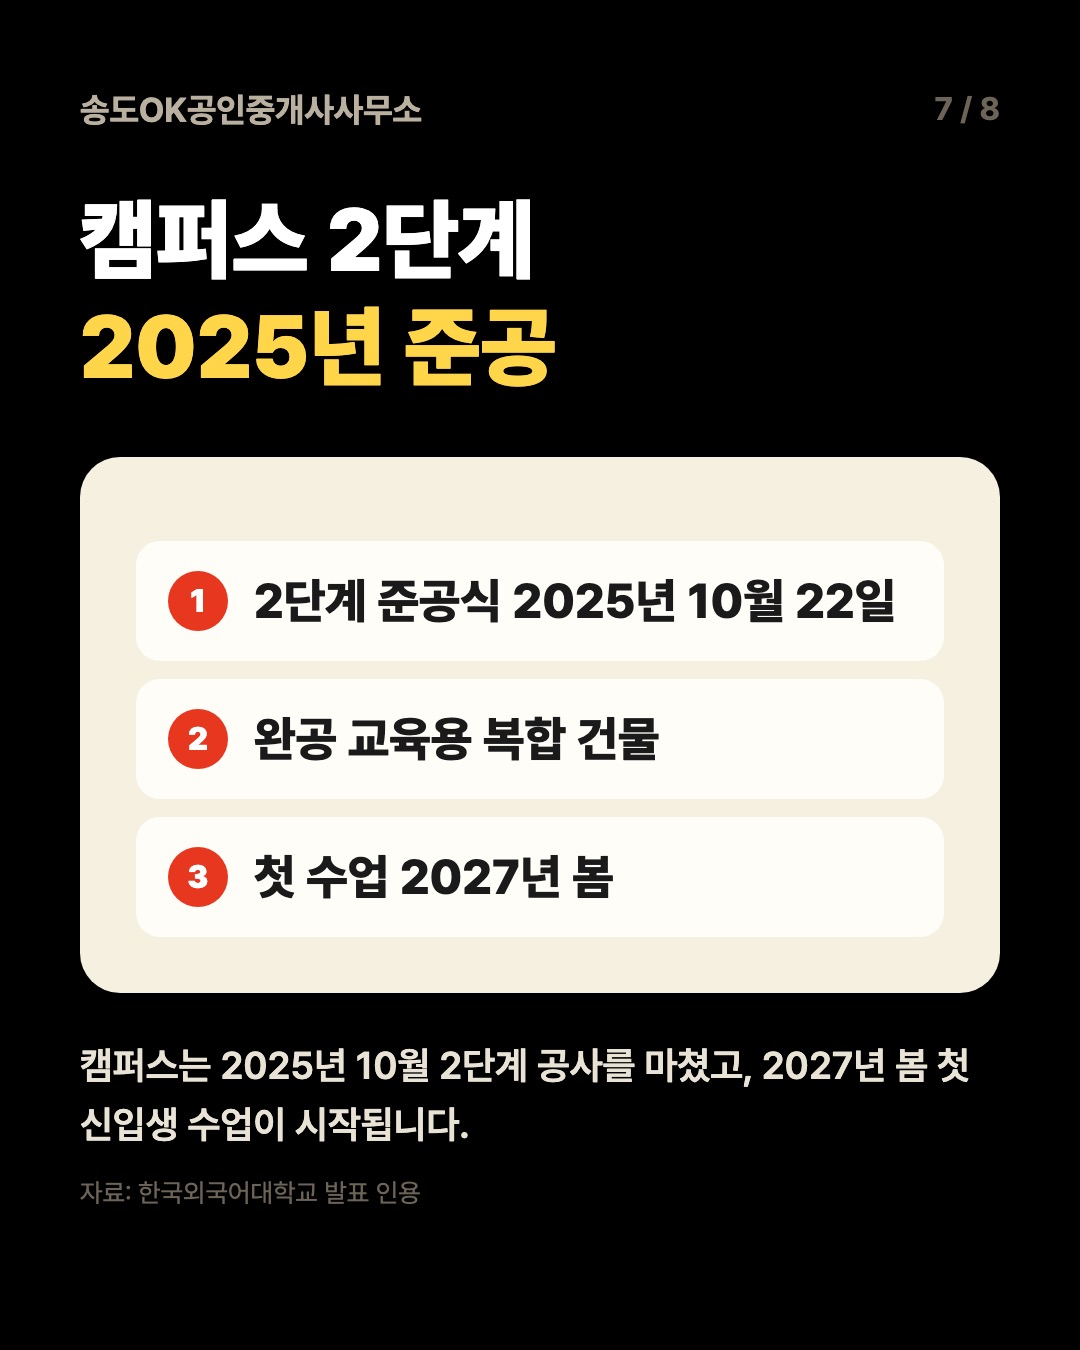 송도OK공인중개사사무소
7 / 8
캠퍼스 2단계
2025년 준공
1 2단계 준공식 2025년 10월 22일
2 완공 교육용 복합 건물
3 첫 수업 2027년 봄
캠퍼스는 2025년 10월 2단계 공사를 마쳤고, 2027년 봄 첫
신입생 수업이 시작됩니다.
자료: 한국외국어대학교 발표 인용